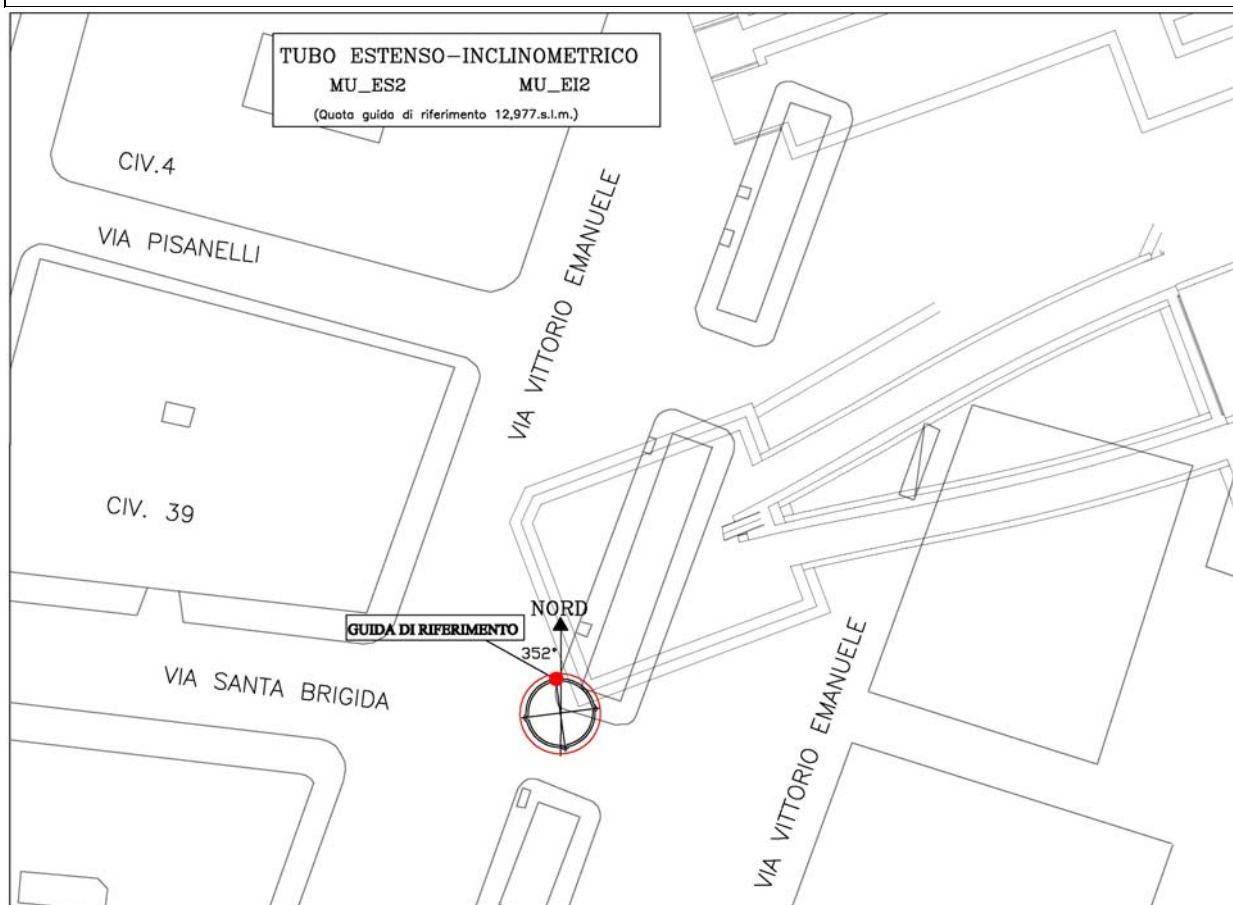 TUBO ESTENSO-INCLINOMETRICO
MU_ES2 MU_EI2
(Quota guida di riferimento 12,977.s.l.m.)
CIV.4
VIA PISANELLI
VIA VITTORIO EMANUELE
CIV. 39
NORD
GUIDA DI RIFERIMENTO
352°
VIA SANTA BRIGIDA
VIA VITTORIO EMANUELE